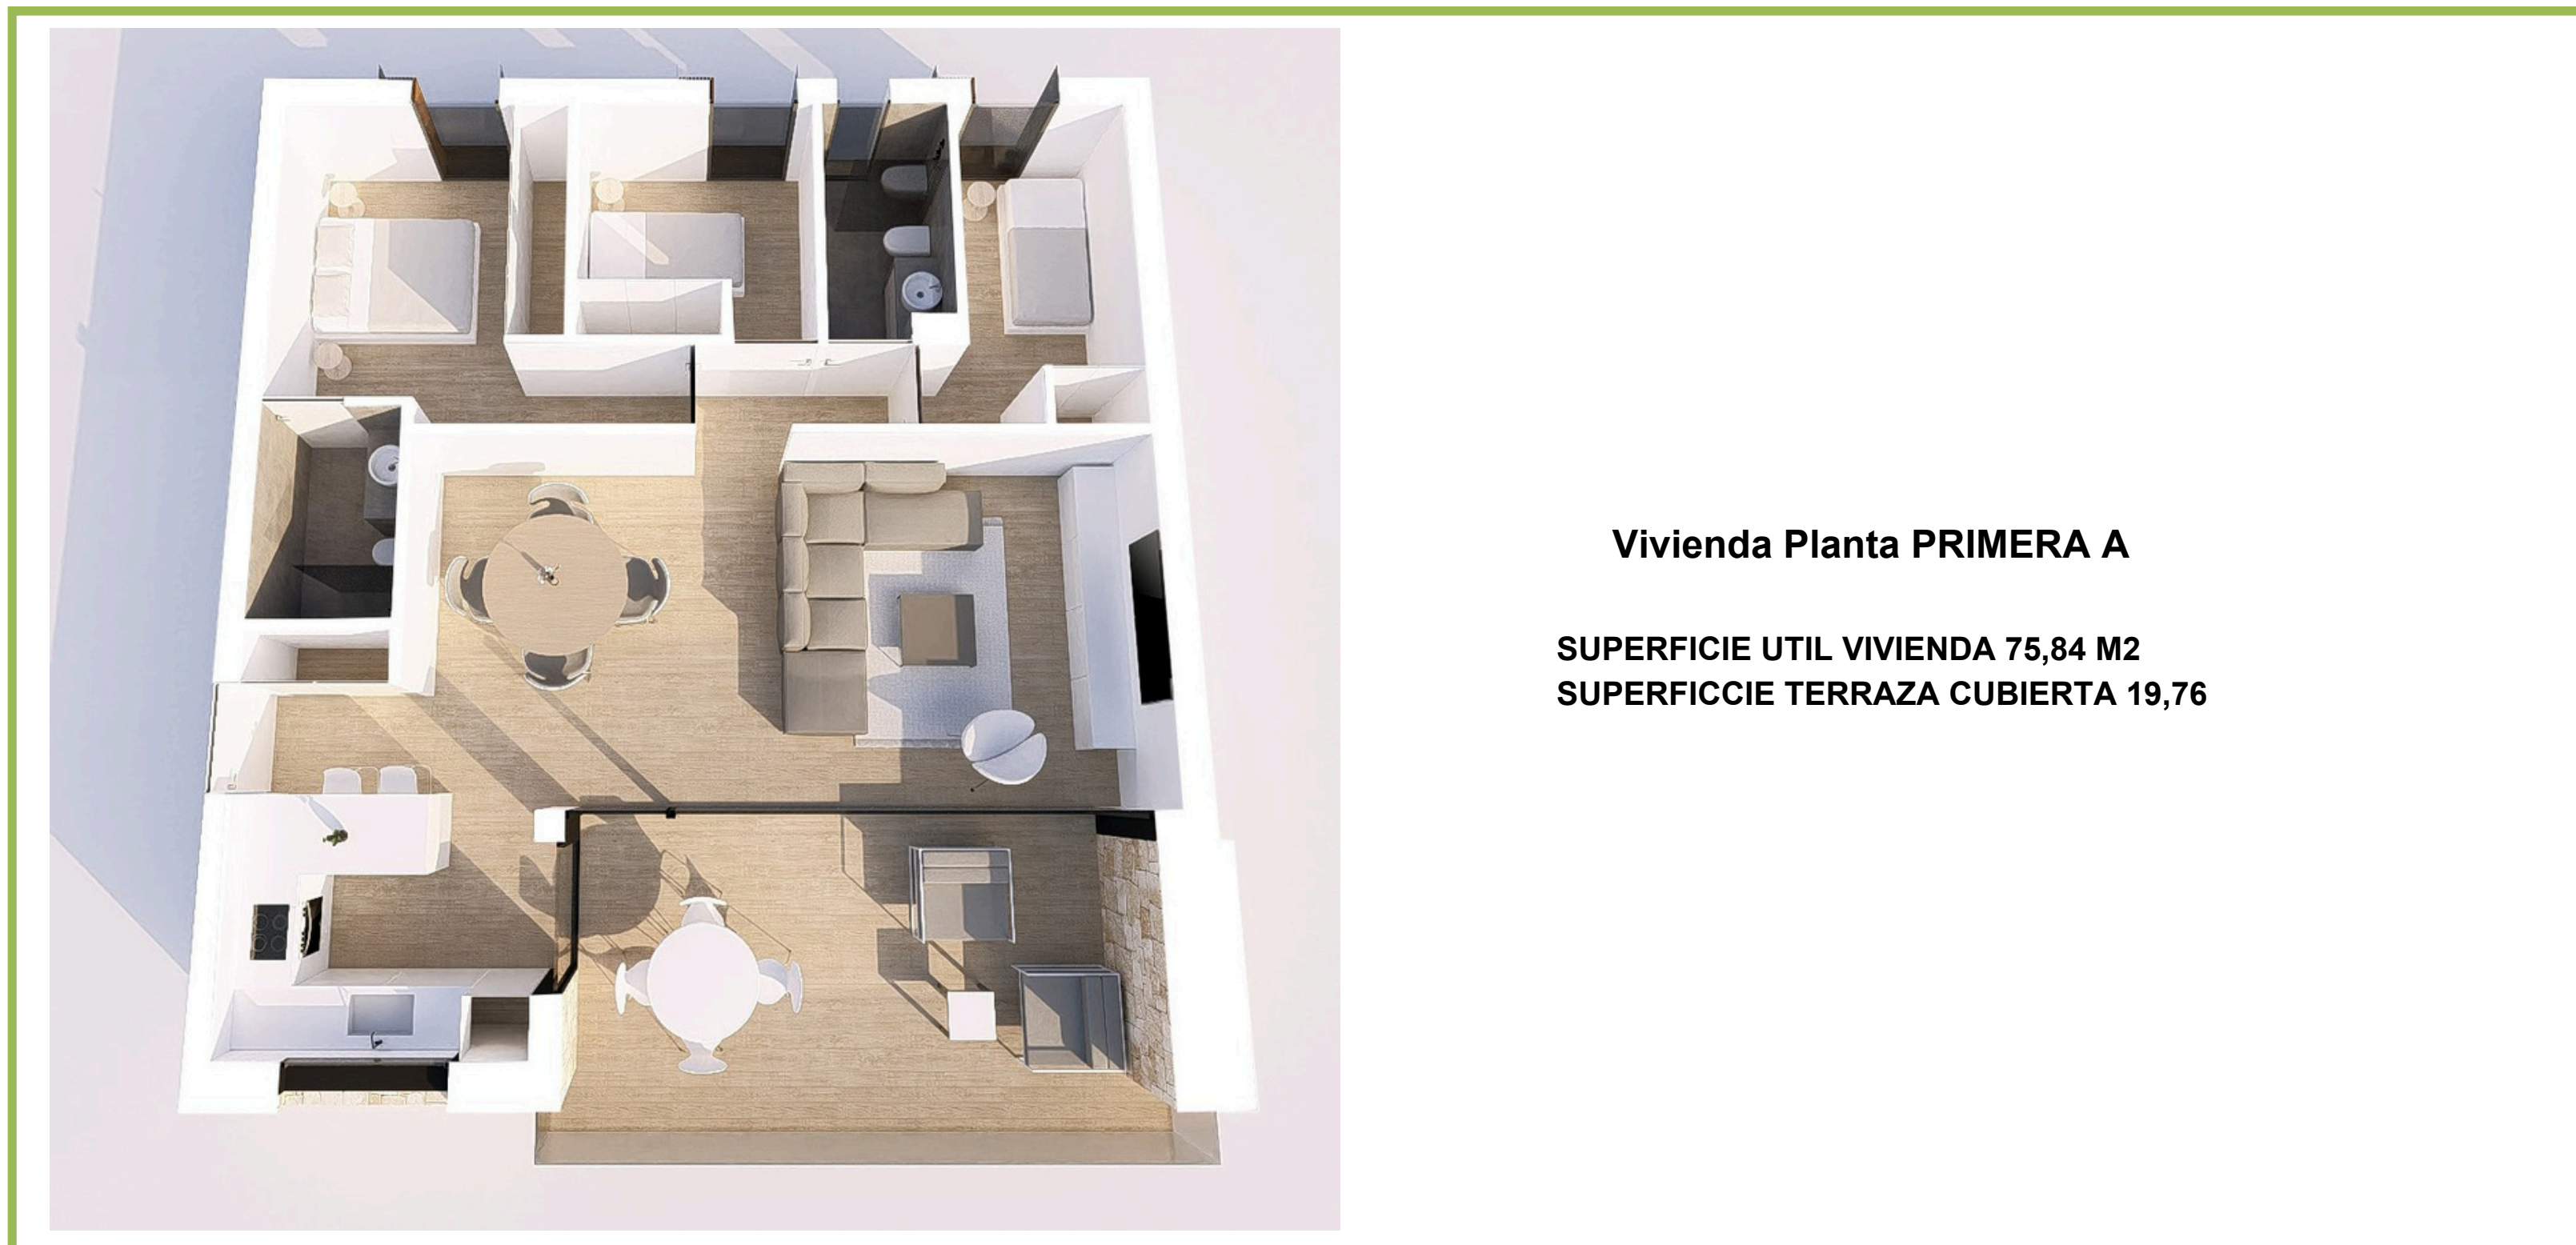 Vivienda Planta PRIMERA A
SUPERFICIE UTIL VIVIENDA 75,84 M2
SUPERFICCIE TERRAZA CUBIERTA 19,76